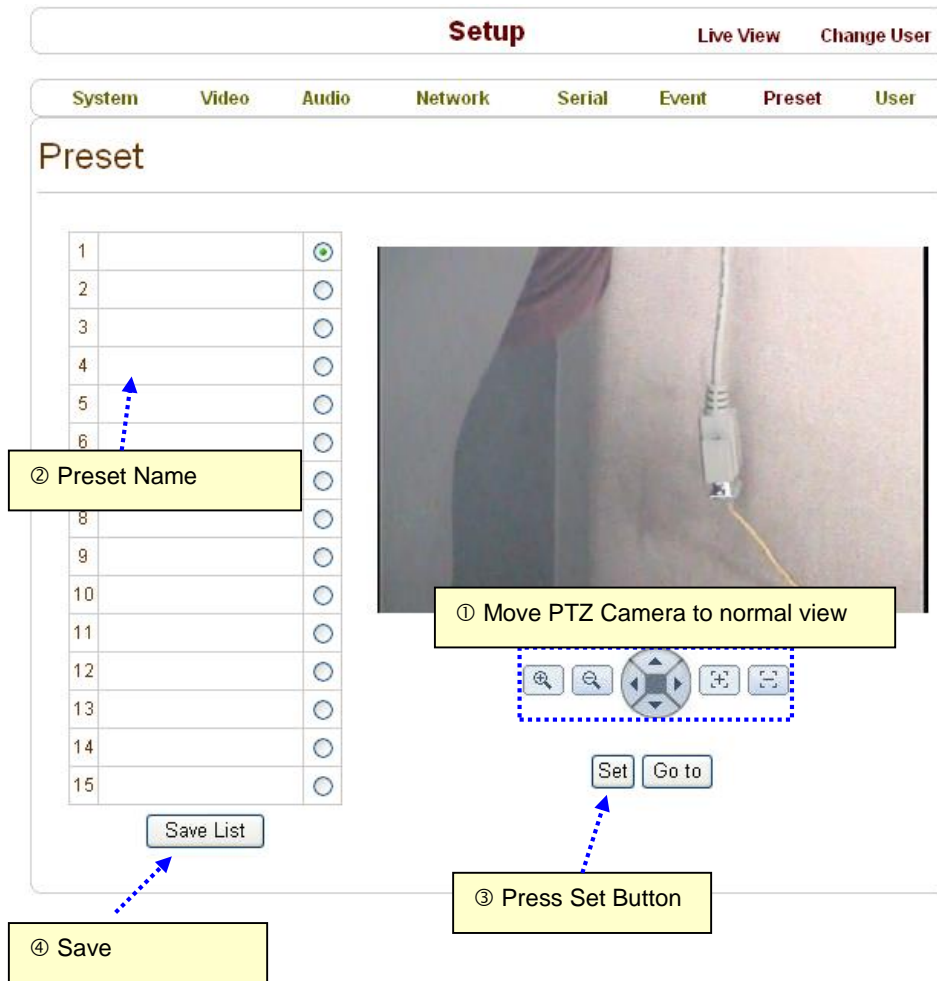 Setup Live View Change User
System Video Audio Network Serial Event Preset User
Preset
1
2
3
4
5
6
② Preset Name
8
9
10
① Move PTZ Camera to normal view
11
12
13
14
Set Go to
15
Save List
③ Press Set Button
④ Save